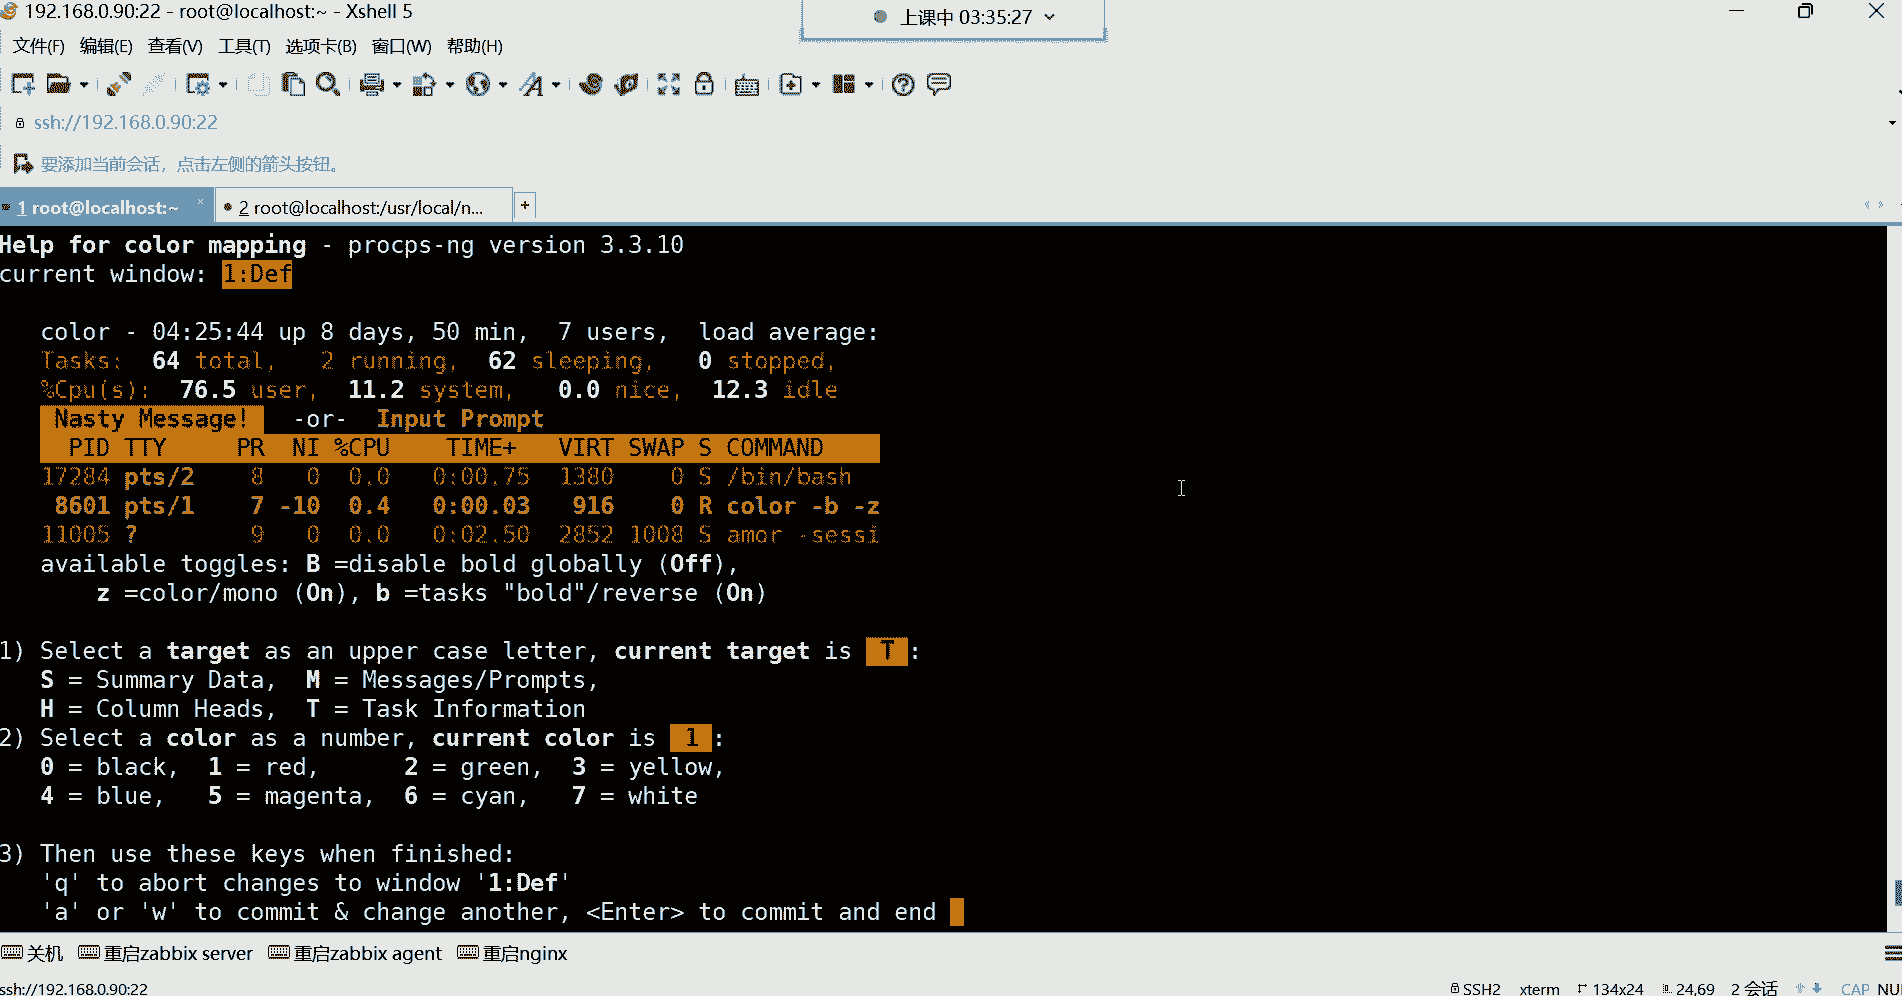 192.168.0.90:22 - root@localhost:~ - Xshell 5
上课中 03:35:27
文件(F) 编辑(E) 查看(V) 工具(T) 选项卡(B) 窗口(W) 帮助(H)
ssh://192.168.0.90:22
要添加当前会话，点击左侧的箭头按钮。
1 root@localhost:~ × 2 root@localhost:/usr/local/n... +
Help for color mapping - procps-ng version 3.3.10
current window: 1:Def
color - 04:25:44 up 8 days, 50 min, 7 users, load average:
Tasks: 64 total, 2 running, 62 sleeping, 0 stopped,
%Cpu(s): 76.5 user, 11.2 system, 0.0 nice, 12.3 idle
Nasty Message! -or- Input Prompt
PID TTY PR NI %CPU TIME+ VIRT SWAP S COMMAND
17284 pts/2 8 0 0.0 0:00.75 1380 0 S /bin/bash
8601 pts/1 7 -10 0.4 0:00.03 916 0 R color -b -z
11005 ? 9 0 0.0 0:02.50 2852 1008 S amor -sessi
available toggles: B =disable bold globally (Off),
z =color/mono (On), b =tasks "bold"/reverse (On)
1) Select a target as an upper case letter, current target is T :
S = Summary Data, M = Messages/Prompts,
H = Column Heads, T = Task Information
2) Select a color as a number, current color is 1 :
0 = black, 1 = red, 2 = green, 3 = yellow,
4 = blue, 5 = magenta, 6 = cyan, 7 = white
3) Then use these keys when finished:
'q' to abort changes to window '1:Def'
'a' or 'w' to commit & change another, <Enter> to commit and end
关机 重启zabbix server 重启zabbix agent 重启nginx
ssh://192.168.0.90:22 SSH2 xterm 134x24 24,69 2 会话 CAP NU